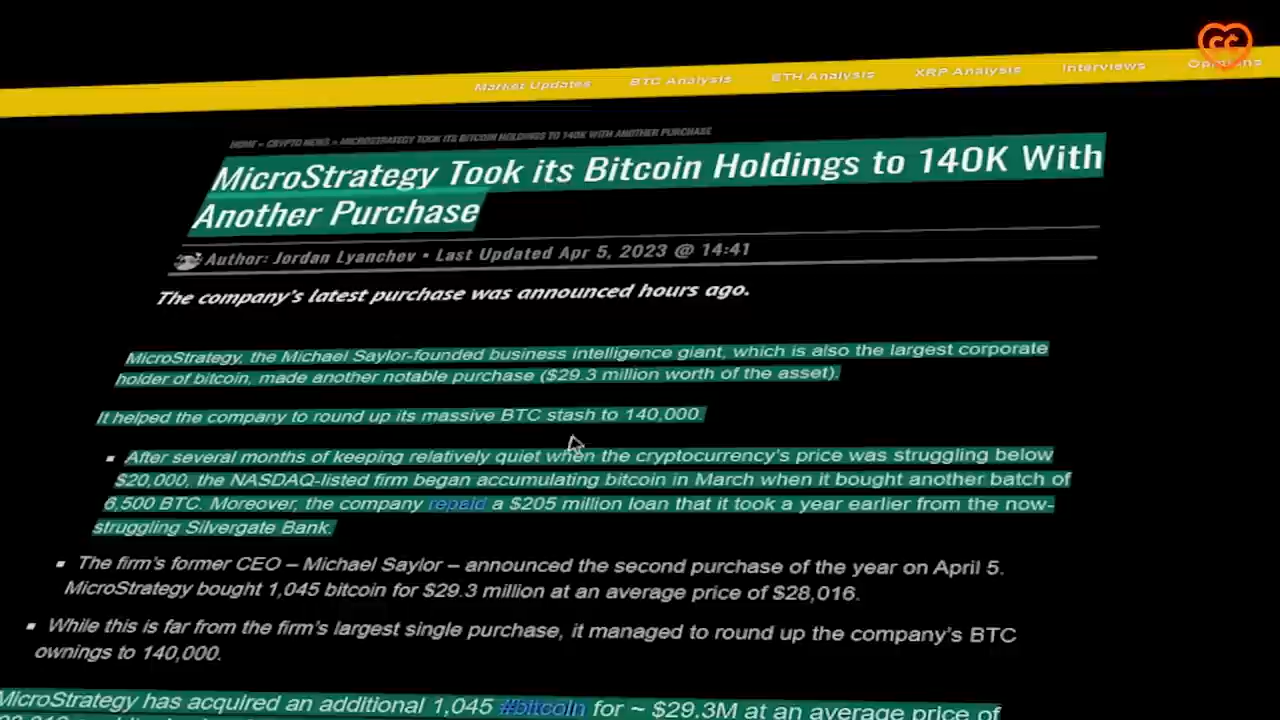 Market Updates BTC Analysis ETH Analysis XRP Analysis Interviews Opinions
HOME » CRYPTO NEWS » MICROSTRATEGY TOOK ITS BITCOIN HOLDINGS TO 140K WITH ANOTHER PURCHASE
MicroStrategy Took its Bitcoin Holdings to 140K With
Another Purchase
Author: Jordan Lyanchev • Last Updated Apr 5, 2023 @ 14:41
The company's latest purchase was announced hours ago.
MicroStrategy, the Michael Saylor-founded business intelligence giant, which is also the largest corporate
holder of bitcoin, made another notable purchase ($29.3 million worth of the asset).
It helped the company to round up its massive BTC stash to 140,000.
▪ After several months of keeping relatively quiet when the cryptocurrency's price was struggling below
$20,000, the NASDAQ-listed firm began accumulating bitcoin in March when it bought another batch of
6,500 BTC. Moreover, the company repaid a $205 million loan that it took a year earlier from the now-
struggling Silvergate Bank.
▪ The firm's former CEO – Michael Saylor – announced the second purchase of the year on April 5.
MicroStrategy bought 1,045 bitcoin for $29.3 million at an average price of $28,016.
▪ While this is far from the firm's largest single purchase, it managed to round up the company's BTC
ownings to 140,000.
MicroStrategy has acquired an additional 1,045 #bitcoin for ~ $29.3M at an average price of